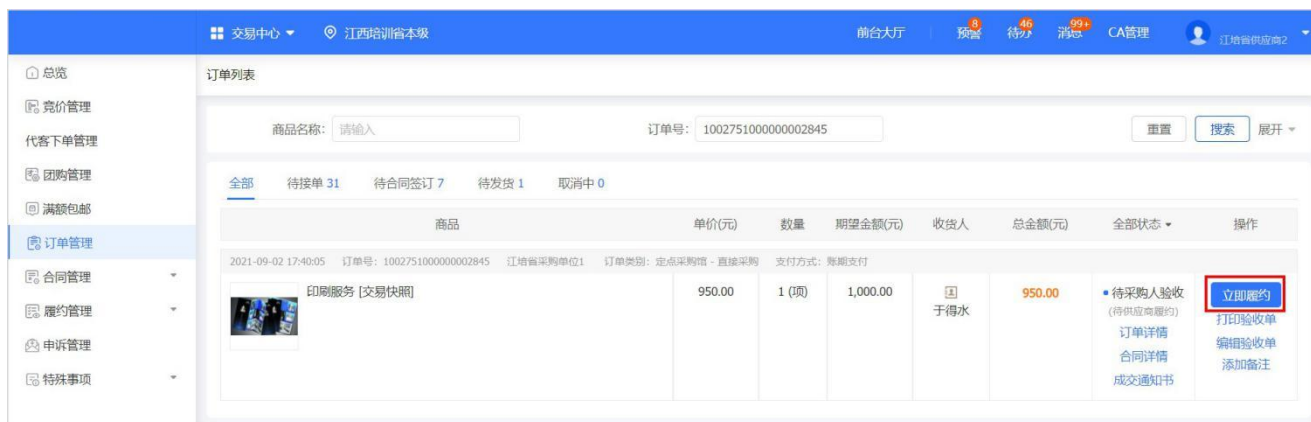 交易中心 江西培训省本级 前台大厅 预警 8 待办 46 消息 99+ CA管理 江培省供应商2
总览
竞价管理
代客下单管理
团购管理
满额包邮
订单管理
合同管理
履约管理
申诉管理
特殊事项
订单列表
商品名称: 请输入 订单号: 1002751000000002845 重置 搜索 展开
全部 待接单 31 待合同签订 7 待发货 1 取消中 0
商品 单价(元) 数量 期望金额(元) 收货人 总金额(元) 全部状态 操作
2021-09-02 17:40:05 订单号: 1002751000000002845 江培省采购单位1 订单类别: 定点采购馆 - 直接采购 支付方式: 账期支付
印刷服务 [交易快照] 950.00 1 (项) 1,000.00 于得水 950.00 待采购人验收 立即履约
(待供应商履约) 打印验收单
订单详情 编辑验收单
合同详情 添加备注
成交通知书